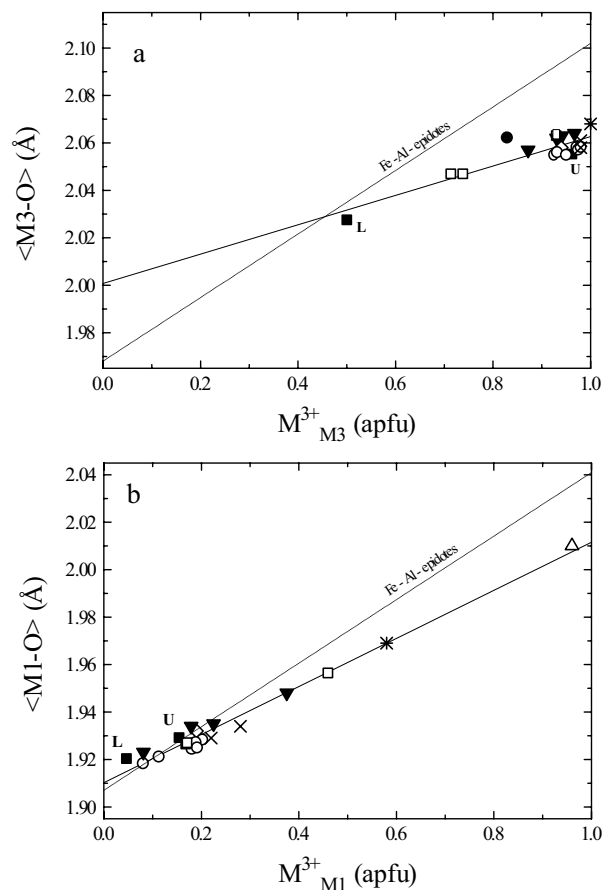 a
2.10
2.08
2.06
2.04
2.02
2.00
1.98
<M3-O> (Å)
Fe-Al-epidotes
L
U
0.0 0.2 0.4 0.6 0.8 1.0
M3+M3 (apfu)
b
2.04
2.02
2.00
1.98
1.96
1.94
1.92
1.90
<M1-O> (Å)
Fe-Al-epidotes
L
U
0.0 0.2 0.4 0.6 0.8 1.0
M3+M1 (apfu)